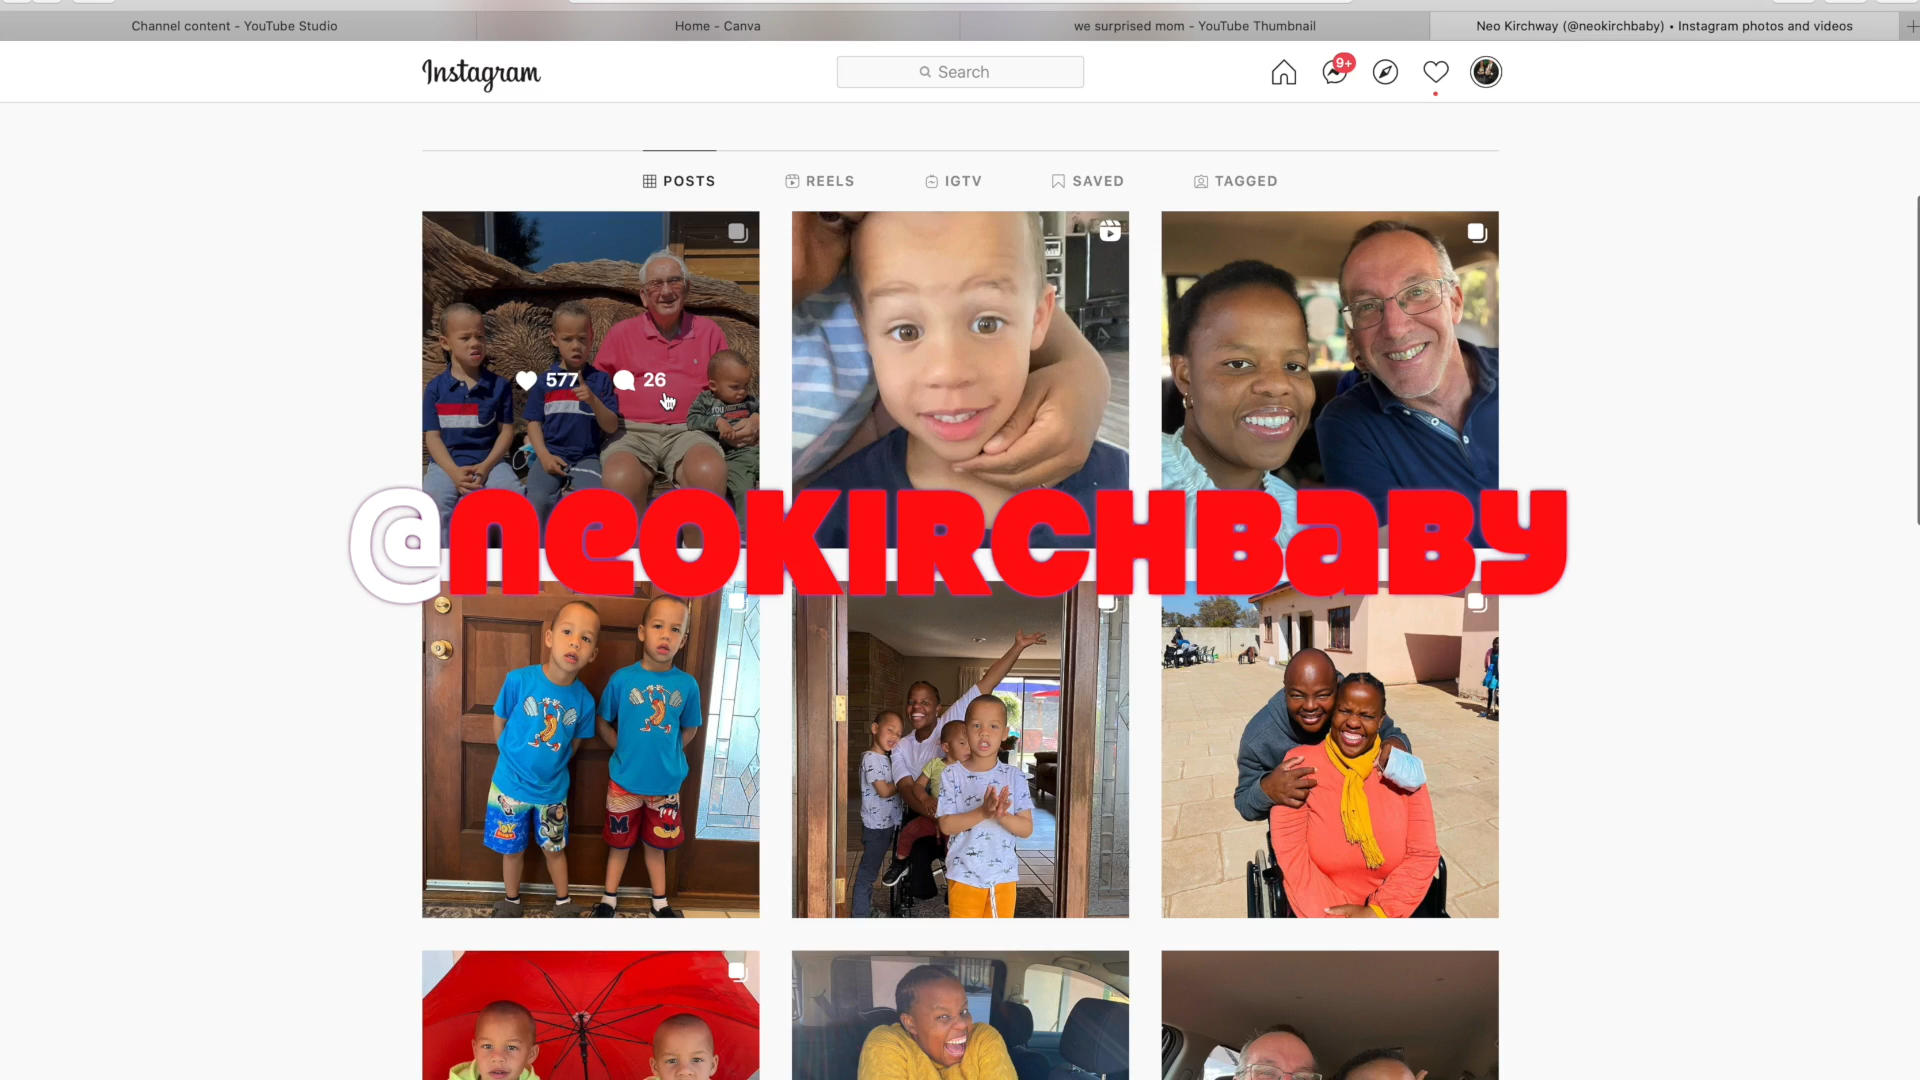 Channel content - YouTube Studio
Home - Canva
we surprised mom - YouTube Thumbnail
Neo Kirchway (@neokirchbaby) • Instagram photos and videos
Instagram
Search
9+
POSTS
REELS
IGTV
SAVED
TAGGED
577
26
@neokirchbaby
TOY
M